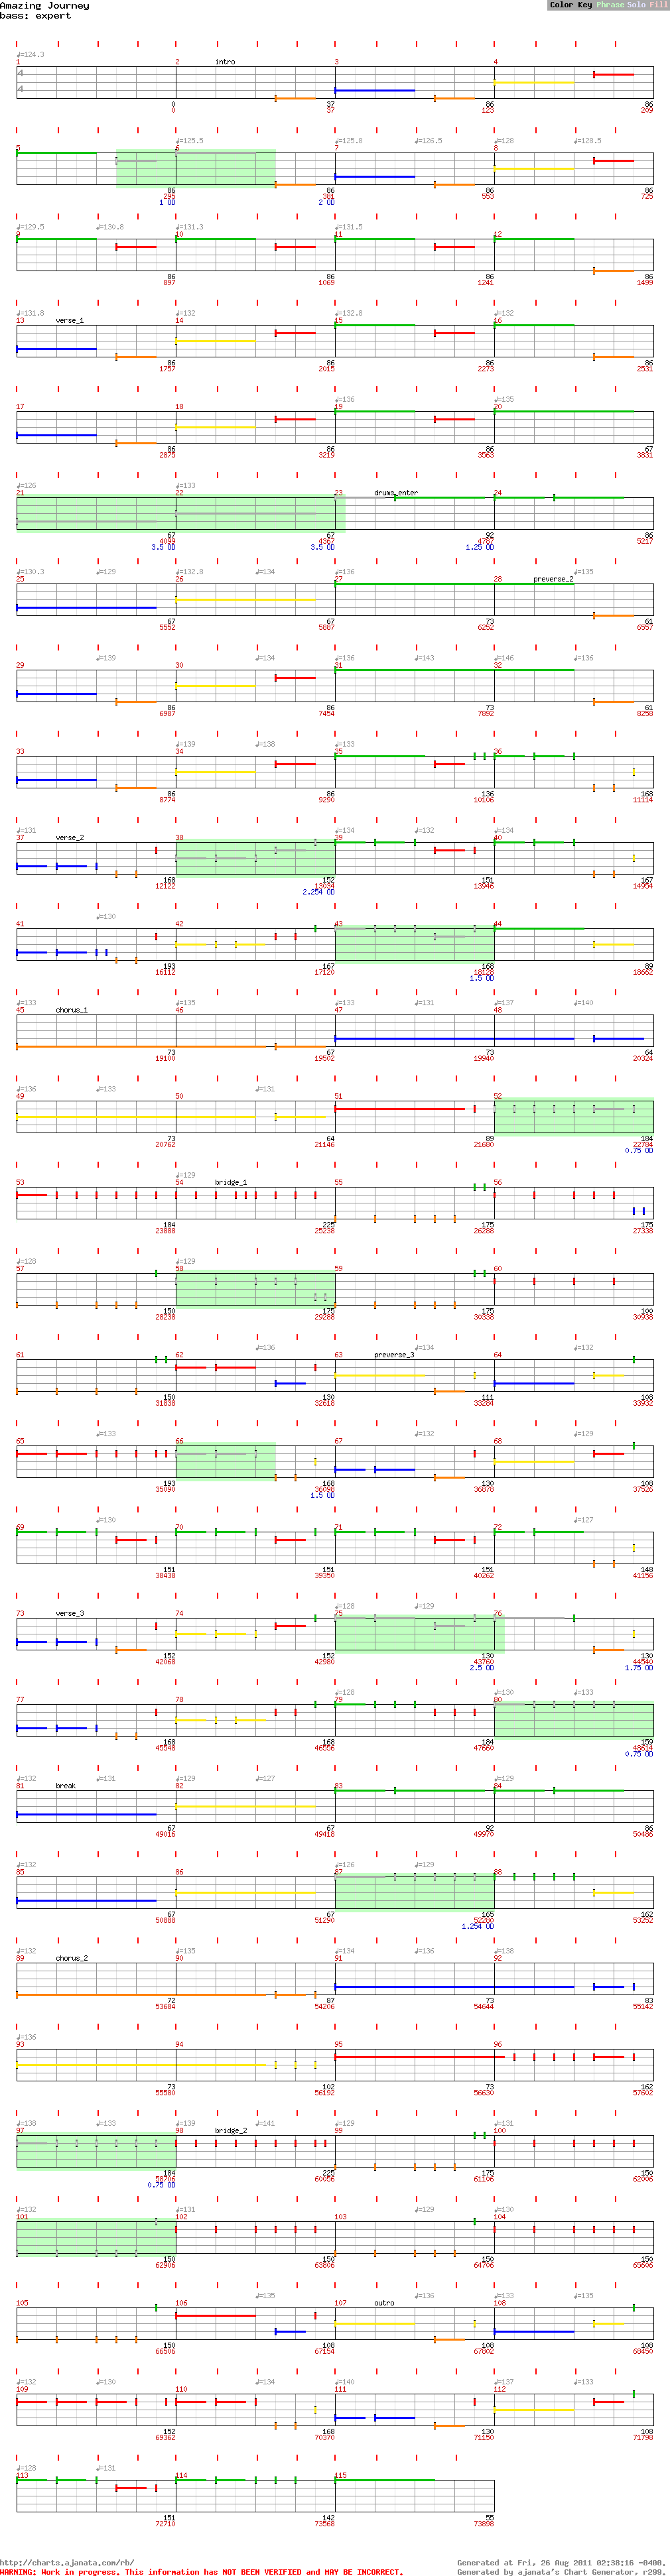 Amazing Journey
bass: expert
Color Key Phrase Solo Fill
♩=124.3
1 2 intro 3 4
4
4
0 37 86 86
0 37 123 209
♩=125.5 ♩=125.8 ♩=126.5 ♩=128 ♩=128.5
5 6 7 8
86 86 86 86
295 381 553 725
1 OD 2 OD
♩=129.5 ♩=130.8 ♩=131.3 ♩=131.5
9 10 11 12
86 86 86 86
897 1069 1241 1499
♩=131.8 ♩=132 ♩=132.8 ♩=132
13 verse_1 14 15 16
86 86 86 86
1757 2015 2273 2531
♩=136 ♩=135
17 18 19 20
86 86 86 67
2875 3219 3563 3831
♩=126 ♩=133
21 22 23 drums_enter 24
67 67 92 86
4099 4367 4787 5217
3.5 OD 3.5 OD 1.25 OD
♩=130.3 ♩=129 ♩=132.8 ♩=134 ♩=136 ♩=135
25 26 27 28 preverse_2
67 67 73 61
5552 5887 6252 6557
♩=139 ♩=134 ♩=136 ♩=143 ♩=146 ♩=136
29 30 31 32
86 86 73 61
6987 7454 7892 8258
♩=139 ♩=138 ♩=133
33 34 35 36
86 86 136 168
8774 9290 10106 11114
♩=131 ♩=134 ♩=132 ♩=134
37 verse_2 38 39 40
168 152 151 167
12122 13034 13946 14954
2.254 OD
♩=130
41 42 43 44
193 167 168 89
16112 17120 18128 18662
1.5 OD
♩=133 ♩=135 ♩=133 ♩=131 ♩=137 ♩=140
45 chorus_1 46 47 48
73 67 73 64
19100 19502 19940 20324
♩=136 ♩=133 ♩=131
49 50 51 52
73 64 89 184
20762 21146 21680 22784
0.75 OD
♩=129
53 54 bridge_1 55 56
184 225 175 175
23888 25238 26288 27338
♩=128 ♩=129
57 58 59 60
150 175 175 100
28238 29288 30338 30938
♩=136 ♩=134 ♩=132
61 62 63 preverse_3 64
150 130 111 108
31838 32618 33284 33932
♩=133 ♩=132 ♩=129
65 66 67 68
193 168 130 108
35090 36098 36878 37526
1.5 OD
♩=130 ♩=127
69 70 71 72
151 151 151 148
38438 39350 40262 41156
♩=128 ♩=129
73 verse_3 74 75 76
152 152 130 130
42068 42980 43760 44540
2.5 OD 1.75 OD
♩=128 ♩=130 ♩=133
77 78 79 80
168 168 184 159
45548 46556 47660 48614
0.75 OD
♩=132 ♩=131 ♩=129 ♩=127 ♩=129
81 break 82 83 84
67 67 92 86
49016 49418 49970 50486
♩=132 ♩=126 ♩=129
85 86 87 88
67 67 165 162
50888 51290 52280 53252
1.254 OD
♩=132 ♩=135 ♩=134 ♩=136 ♩=138
89 chorus_2 90 91 92
72 87 73 83
53684 54206 54644 55142
♩=136
93 94 95 96
73 102 73 162
55580 56192 56630 57602
♩=138 ♩=133 ♩=139 ♩=141 ♩=129 ♩=131
97 98 bridge_2 99 100
184 225 175 150
58706 60056 61106 62006
0.75 OD
♩=132 ♩=131 ♩=129 ♩=130
101 102 103 104
150 150 150 150
62906 63806 64706 65606
♩=135 ♩=136 ♩=133 ♩=135
105 106 107 outro 108
150 108 108 108
66506 67154 67802 68450
♩=132 ♩=130 ♩=134 ♩=140 ♩=137 ♩=133
109 110 111 112
152 168 130 108
69362 70370 71150 71798
♩=128 ♩=131
113 114 115
151 142 55
72710 73568 73898
http://charts.ajanata.com/rb/ Generated at Fri, 26 Aug 2011 02:38:16 -0400.
WARNING: Work in progress. This information has NOT BEEN VERIFIED and MAY BE INCORRECT. Generated by ajanata's Chart Generator, r299.